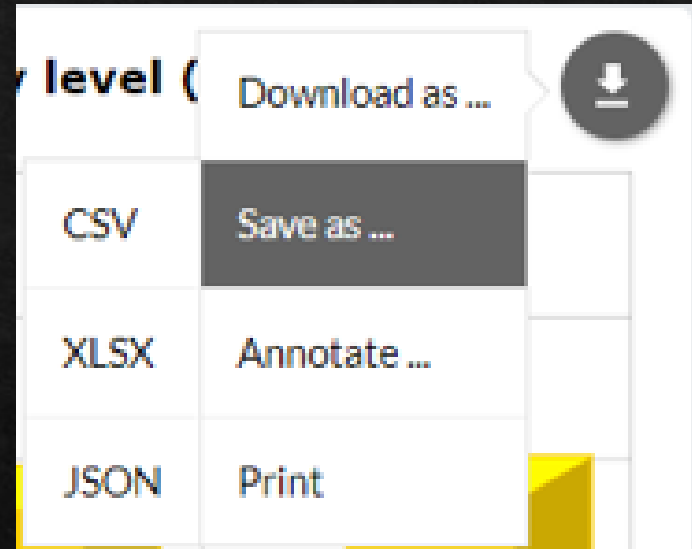 y level (
Download as ...
CSV
Save as ...
XLSX
Annotate ...
JSON
Print